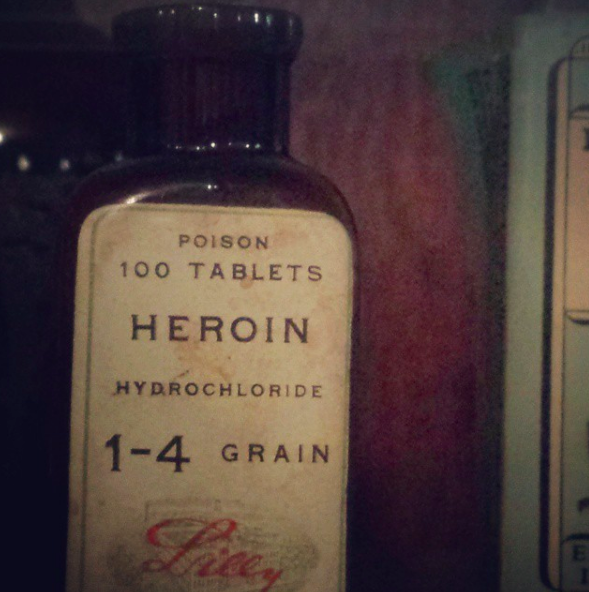 POISON
100 TABLETS
HEROIN
HYDROCHLORIDE
1-4 GRAIN
Lilly